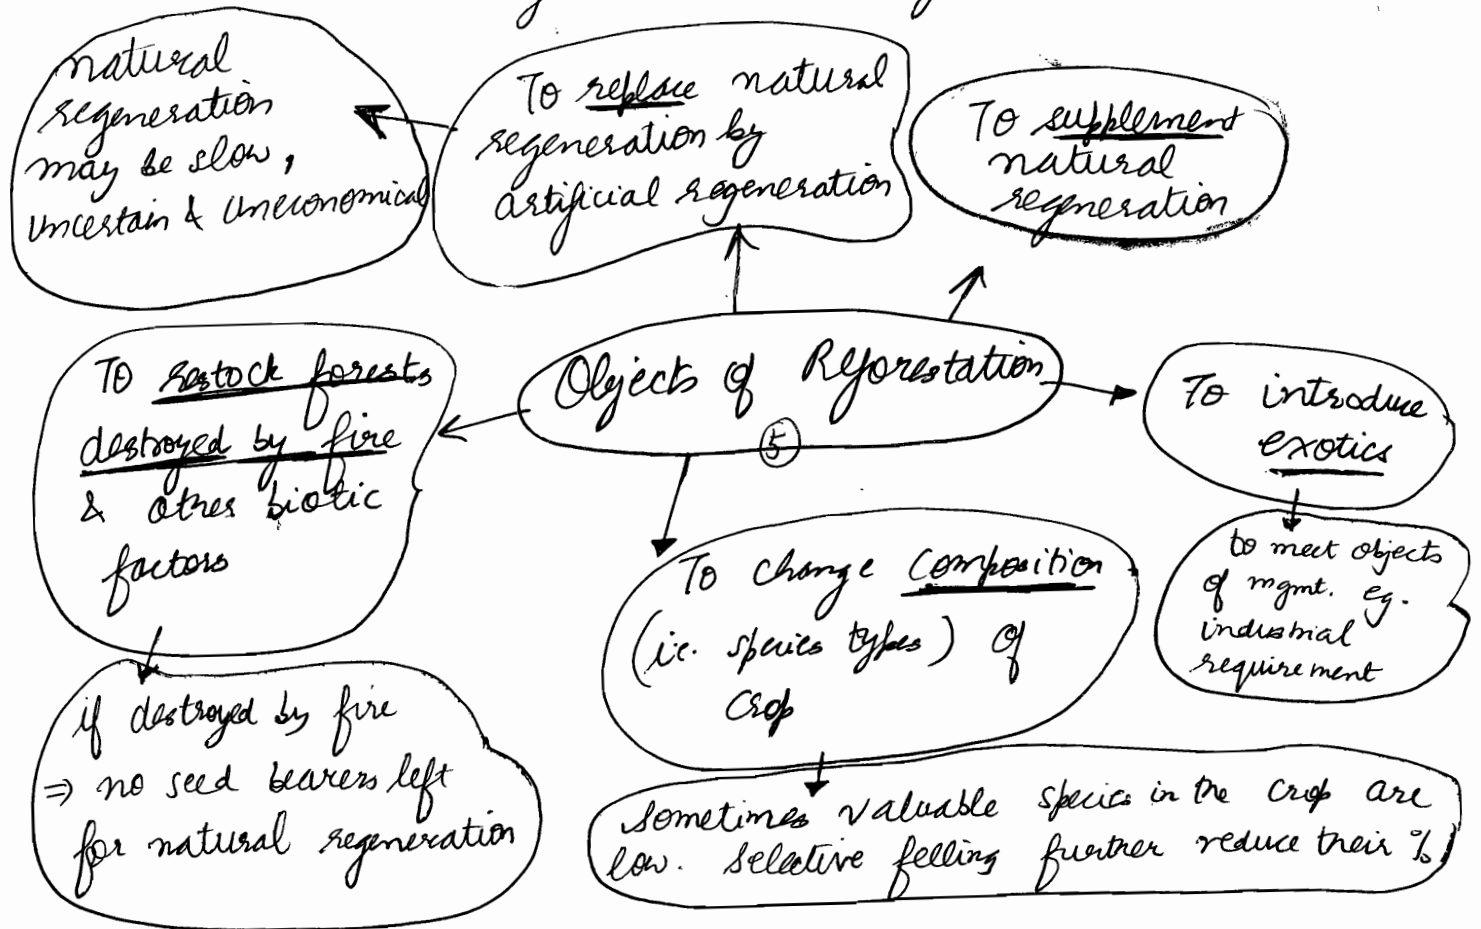 natural
regeneration
may be slow,
uncertain & uneconomical
To replace natural
regeneration by
artificial regeneration
To supplement
natural
regeneration
Objects of Reforestation
5
To restock forests
destroyed by fire
& other biotic
factors
To introduce
exotics
to meet objects
of mgmt. eg.
industrial
requirement
To change composition
(i.e. species types) of
crop
if destroyed by fire
⇒ no seed bearers left
for natural regeneration
sometimes valuable species in the crop are
low. selective felling further reduce their %